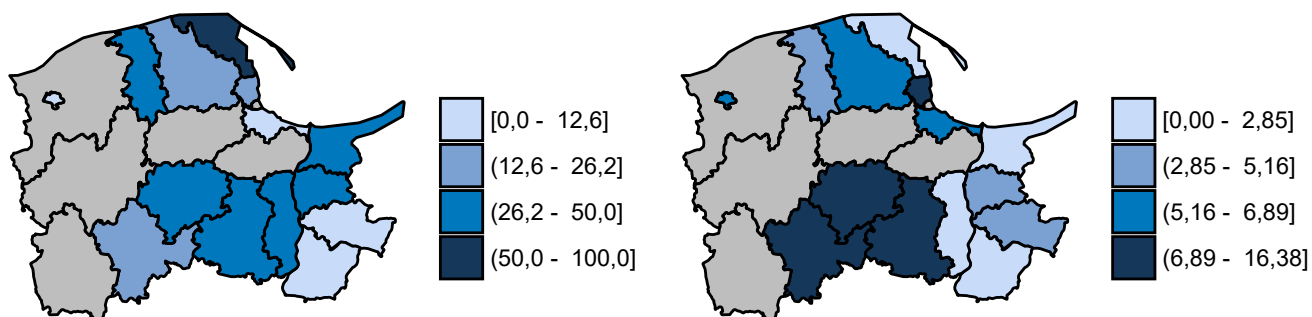 [0,0 - 12,6]
(12,6 - 26,2]
(26,2 - 50,0]
(50,0 - 100,0]
[0,00 - 2,85]
(2,85 - 5,16]
(5,16 - 6,89]
(6,89 - 16,38]